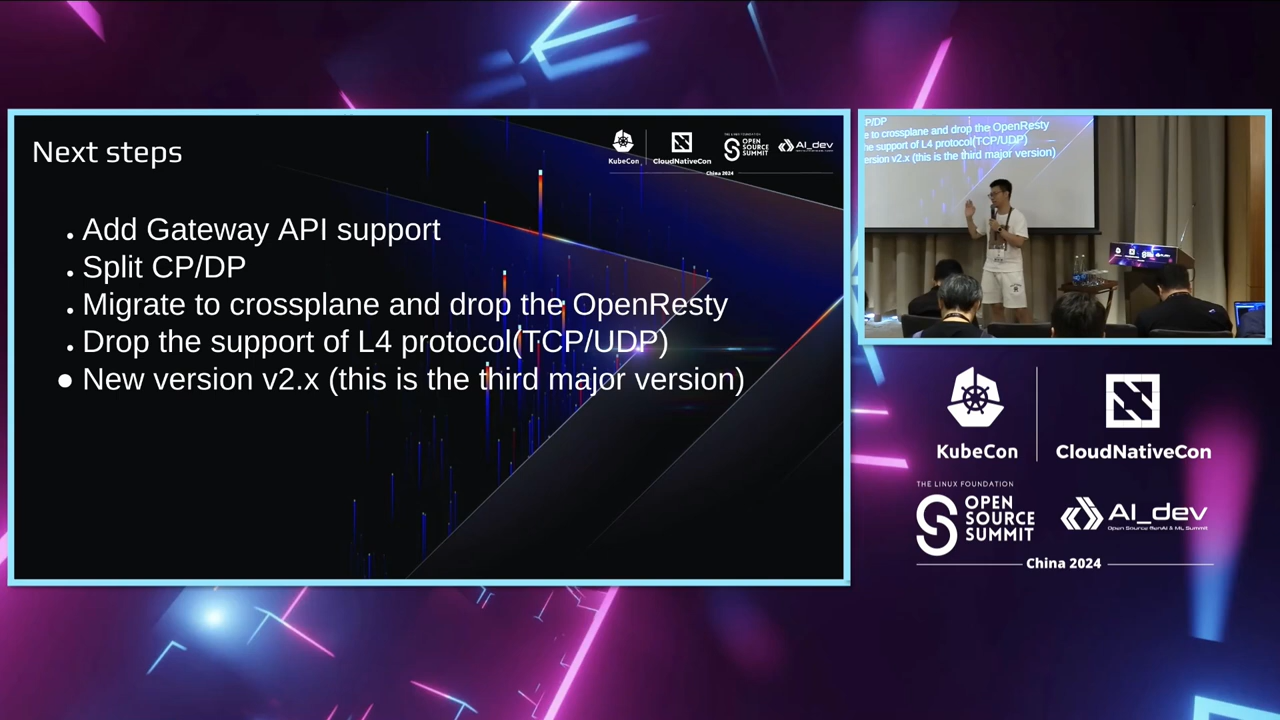 Next steps
KubeCon
CloudNativeCon
THE LINUX FOUNDATION
OPEN
SOURCE
SUMMIT
AI_dev
China 2024
Add Gateway API support
Split CP/DP
Migrate to crossplane and drop the OpenResty
Drop the support of L4 protocol(TCP/UDP)
New version v2.x (this is the third major version)
P/DP
e to crossplane and drop the OpenResty
he support of L4 protocol(TCP/UDP)
ersion v2.x (this is the third major version)
KubeCon
CloudNativeCon
THE LINUX FOUNDATION
OPEN
SOURCE
SUMMIT
AI_dev
Open Source GenAI & ML Summit
China 2024